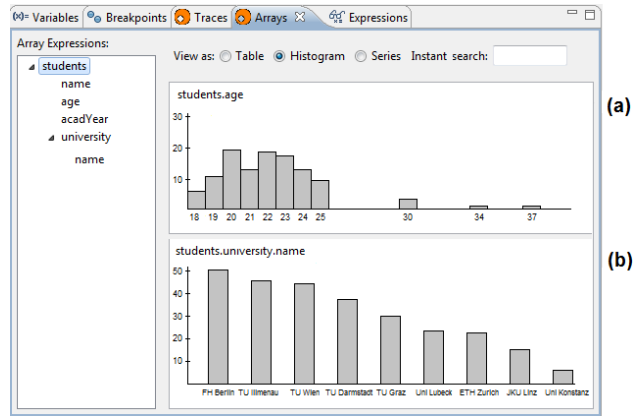 (x)= Variables Breakpoints Traces Arrays Expressions
Array Expressions:
students
name
age
acadYear
university
name
View as: Table Histogram Series Instant search:
students.age
30
20
10
18 19 20 21 22 23 24 25 30 34 37
(a)
students.university.name
50
40
30
20
10
FH Berlin TU Illmenau TU Wien TU Darmstadt TU Graz Uni Lubeck ETH Zurich JKU Linz Uni Konstanz
(b)